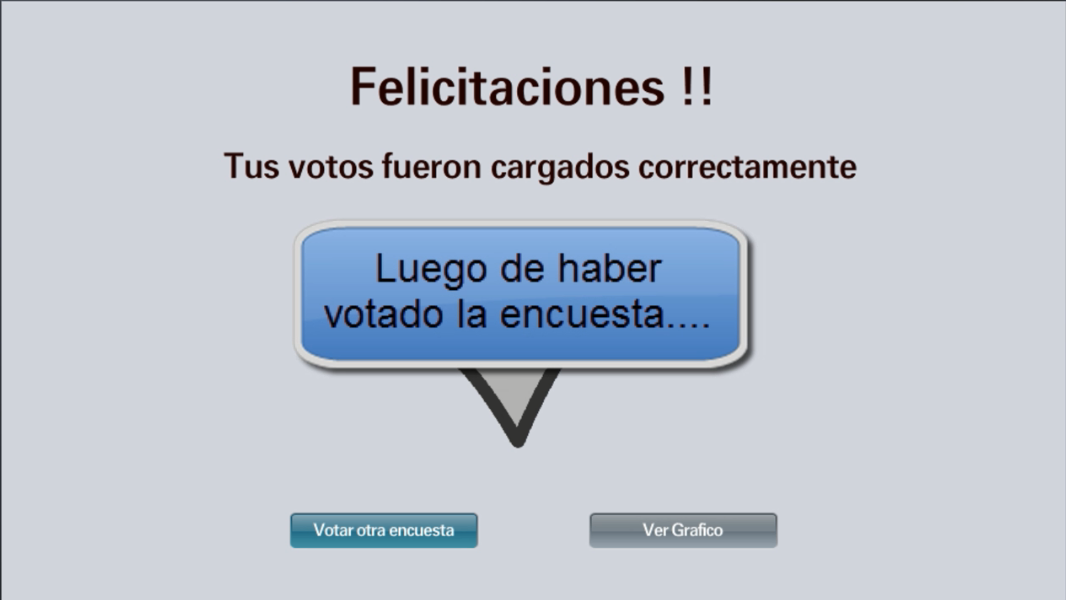 Felicitaciones !!
Tus votos fueron cargados correctamente
Luego de haber
votado la encuesta....
Votar otra encuesta
Ver Grafico